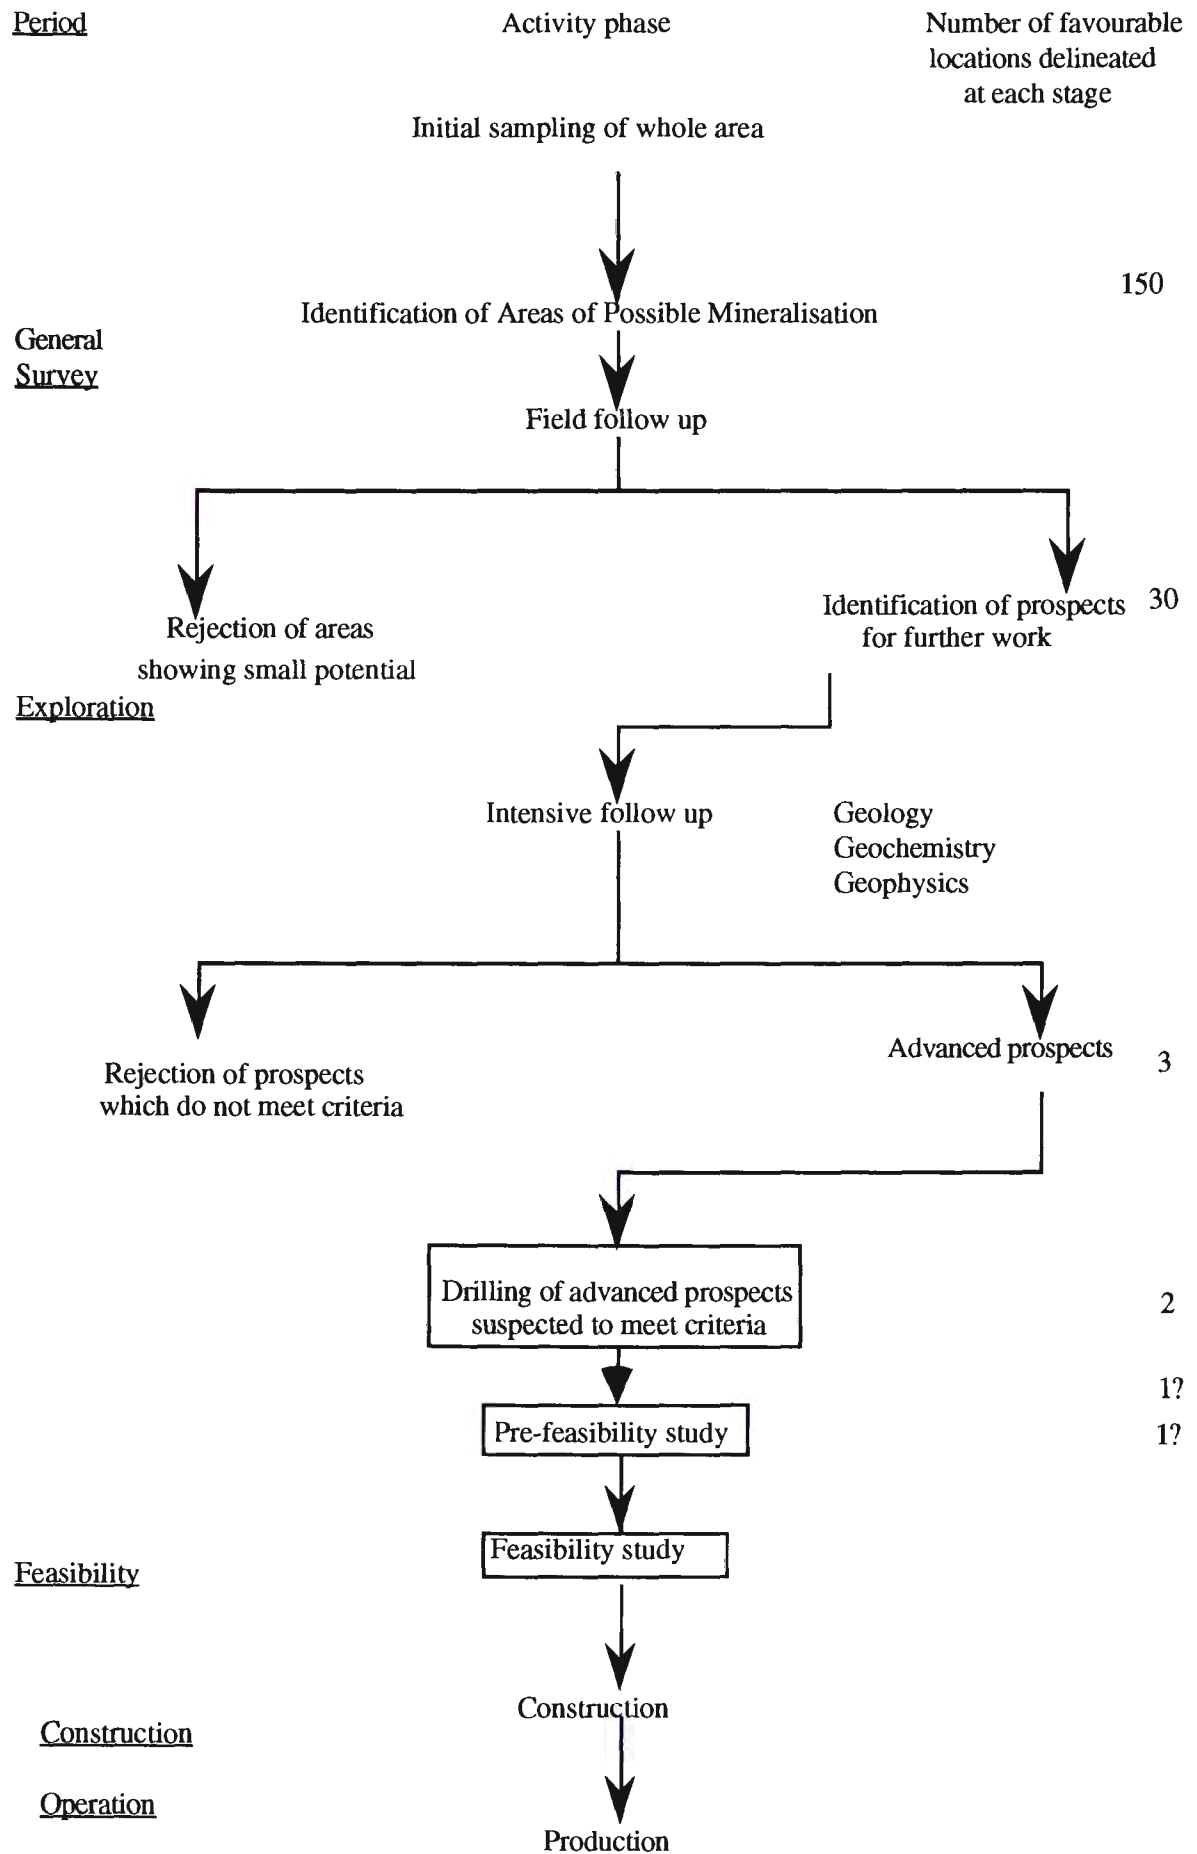 Period
Activity phase
Number of favourable
locations delineated
at each stage
Initial sampling of whole area
150
Identification of Areas of Possible Mineralisation
General
Survey
Field follow up
Rejection of areas
showing small potential
Identification of prospects
for further work
30
Exploration
Intensive follow up
Geology
Geochemistry
Geophysics
Rejection of prospects
which do not meet criteria
Advanced prospects
3
Drilling of advanced prospects
suspected to meet criteria
2
1?
Pre-feasibility study
1?
Feasibility study
Feasibility
Construction
Construction
Operation
Production